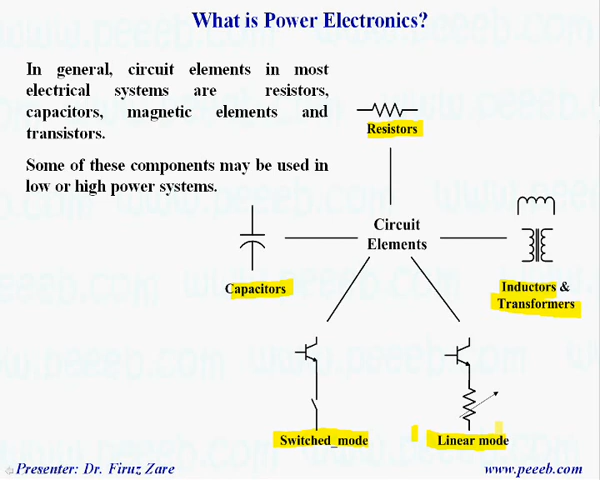 What is Power Electronics?
In general, circuit elements in most
electrical systems are resistors,
capacitors, magnetic elements and
transistors.
Some of these components may be used in
low or high power systems.
Resistors
Circuit
Elements
Capacitors
Inductors &
Transformers
Switched_mode
Linear mode
Presenter: Dr. Firuz Zare
www.peeeb.com